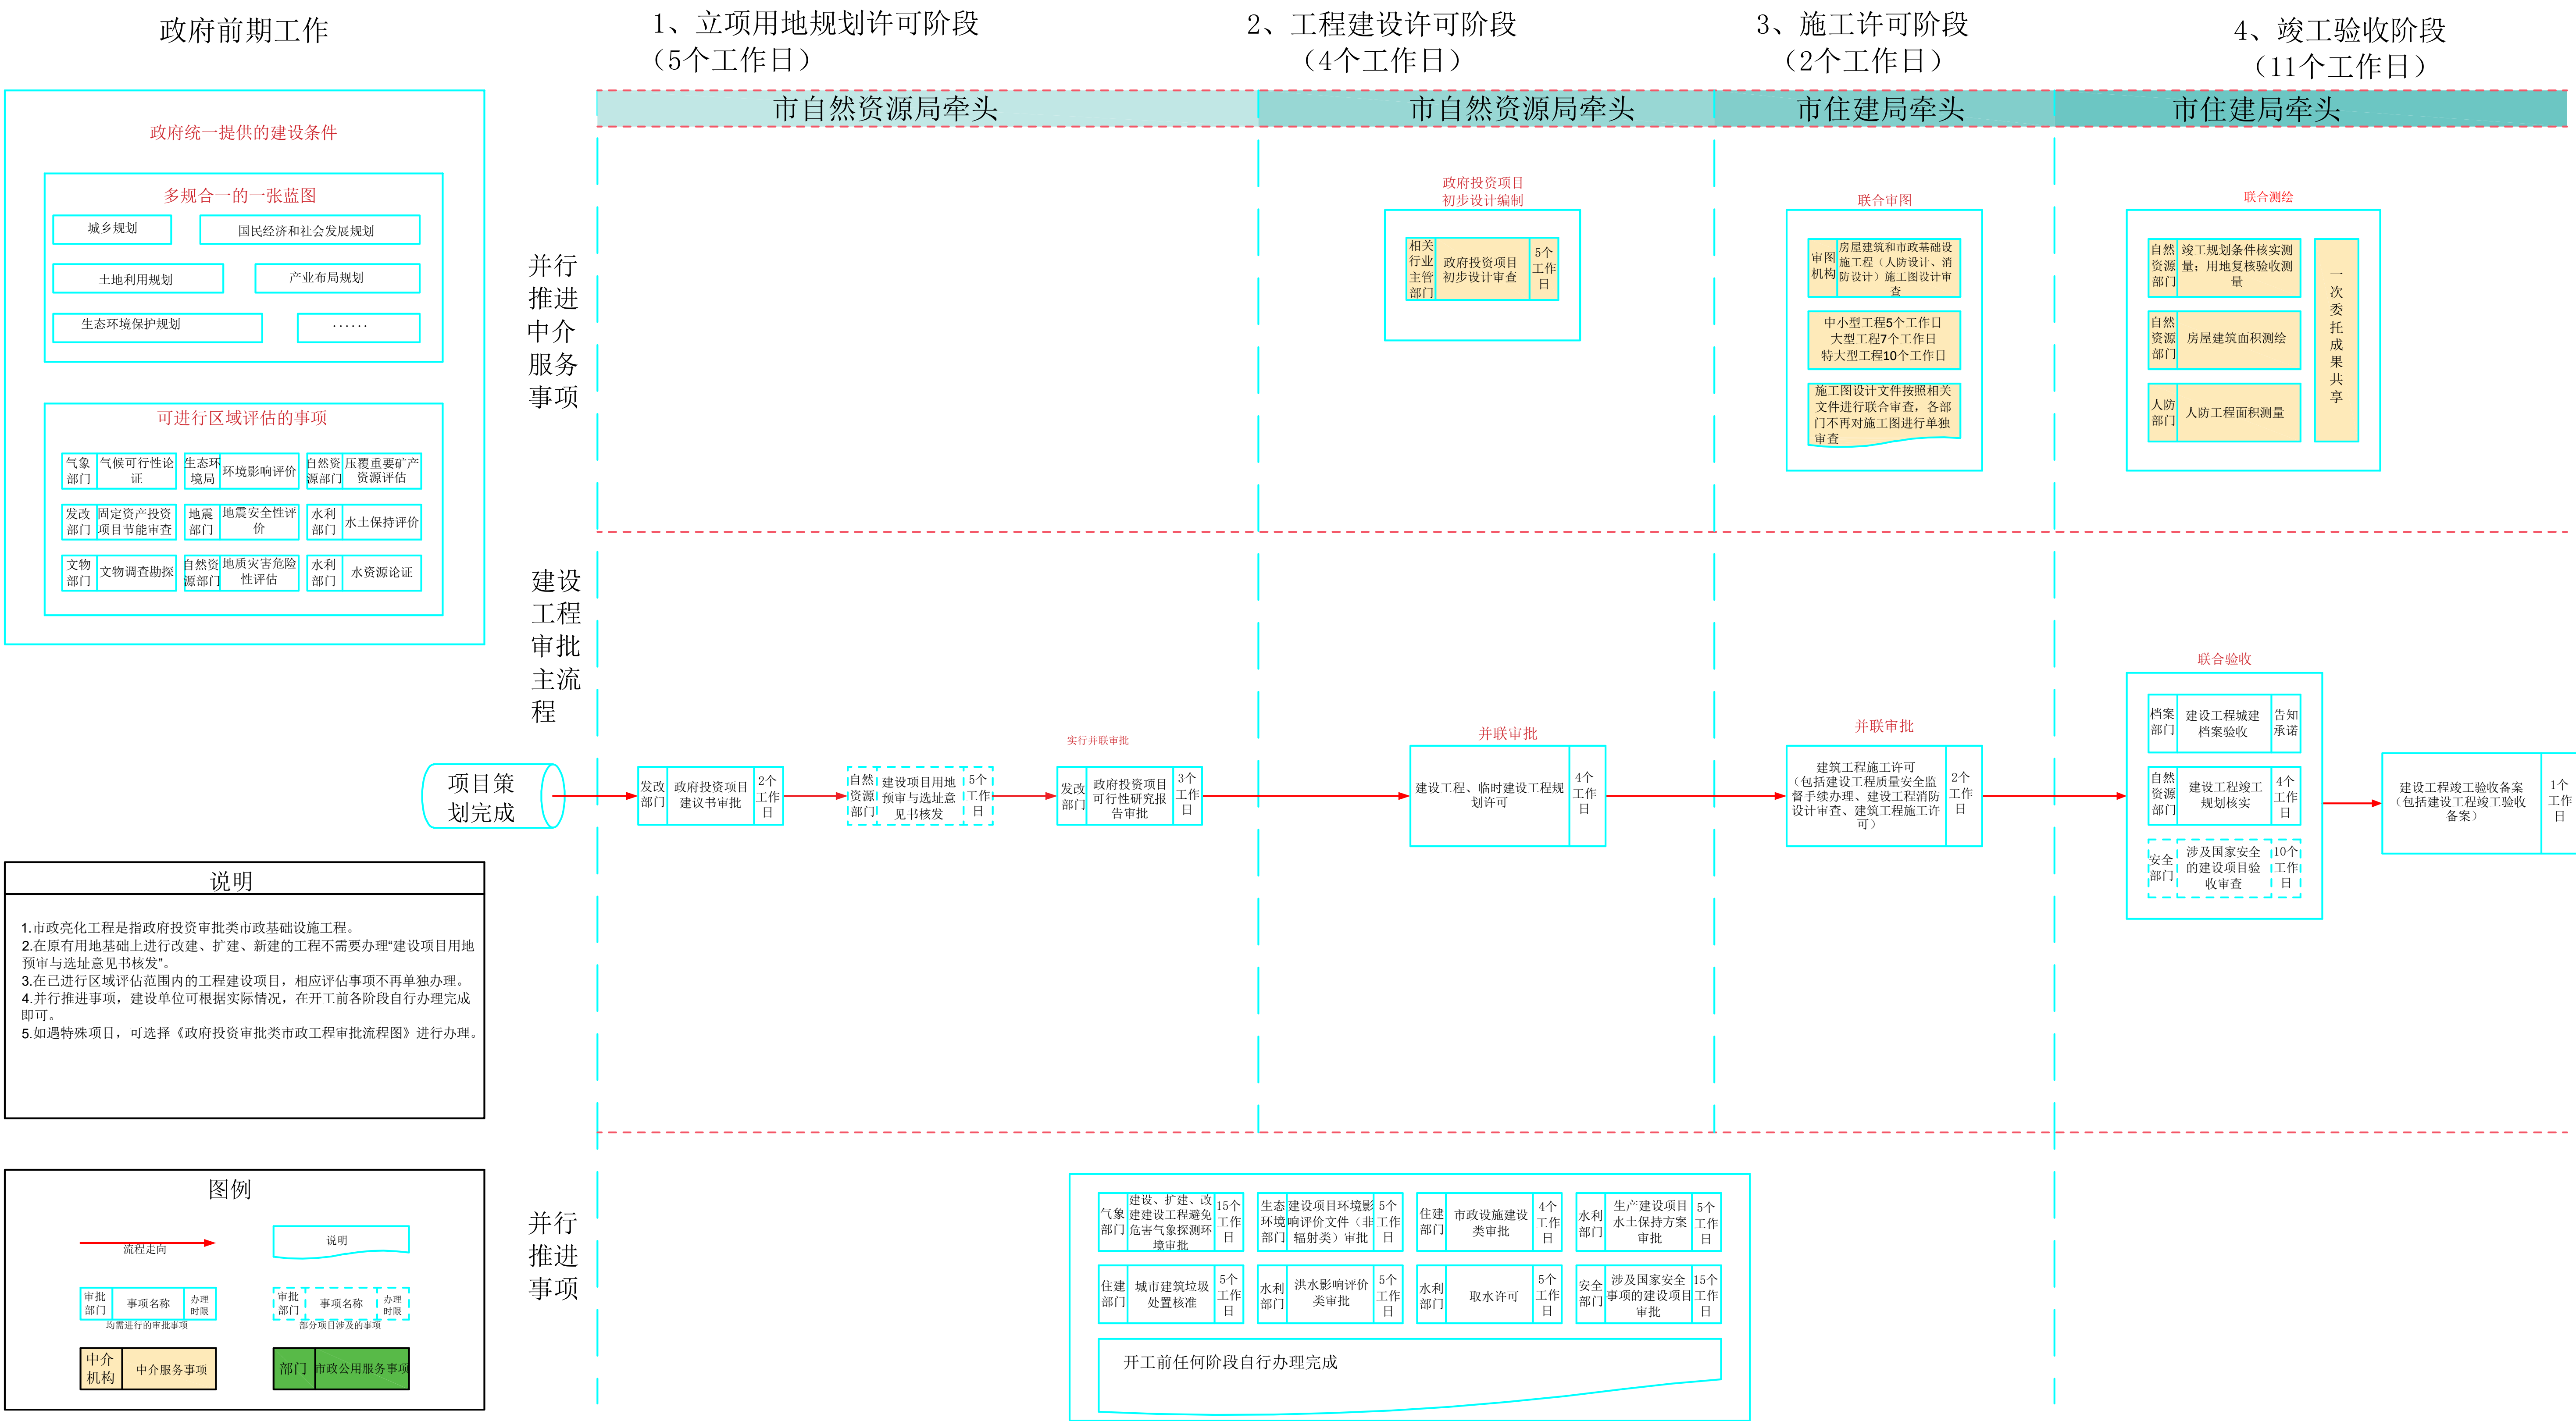 政府前期工作
1、立项用地规划许可阶段
（5个工作日）
2、工程建设许可阶段
（4个工作日）
3、施工许可阶段
（2个工作日）
4、竣工验收阶段
（11个工作日）
市自然资源局牵头
市自然资源局牵头
市住建局牵头
市住建局牵头
政府统一提供的建设条件
多规合一的一张蓝图
城乡规划
国民经济和社会发展规划
土地利用规划
产业布局规划
生态环境保护规划
......
可进行区域评估的事项
气象
部门
气候可行性论
证
生态环
境局
环境影响评价
自然资
源部门
压覆重要矿产
资源评估
发改
部门
固定资产投资
项目节能审查
地震
部门
地震安全性评
价
水利
部门
水土保持评价
文物
部门
文物调查勘探
自然资
源部门
地质灾害危险
性评估
水利
部门
水资源论证
并行
推进
中介
服务
事项
政府投资项目
初步设计编制
相关
行业
主管
部门
政府投资项目
初步设计审查
5个
工作
日
联合审图
审图
机构
房屋建筑和市政基础设
施工程（人防设计、消
防设计）施工图设计审
查
中小型工程5个工作日
大型工程7个工作日
特大型工程10个工作日
施工图设计文件按照相关
文件进行联合审查，各部
门不再对施工图进行单独
审查
联合测绘
自然
资源
部门
竣工规划条件核实测
量；用地复核验收测
量
自然
资源
部门
房屋建筑面积测绘
人防
部门
人防工程面积测量
一
次
委
托
成
果
共
享
建设
工程
审批
主流
程
项目策
划完成
发改
部门
政府投资项目
建议书审批
2个
工作
日
自然
资源
部门
建设项目用地
预审与选址意
见书核发
5个
工作
日
实行并联审批
发改
部门
政府投资项目
可行性研究报
告审批
3个
工作
日
并联审批
建设工程、临时建设工程规
划许可
4个
工作
日
并联审批
建筑工程施工许可
（包括建设工程质量安全监
督手续办理、建设工程消防
设计审查、建筑工程施工许
可）
2个
工作
日
联合验收
档案
部门
建设工程城建
档案验收
告知
承诺
自然
资源
部门
建设工程竣工
规划核实
4个
工作
日
安全
部门
涉及国家安全
的建设项目验
收审查
10个
工作
日
建设工程竣工验收备案
（包括建设工程竣工验收
备案）
1个
工作
日
说明
1.市政亮化工程是指政府投资审批类市政基础设施工程。
2.在原有用地基础上进行改建、扩建、新建的工程不需要办理“建设项目用地
预审与选址意见书核发”。
3.在已进行区域评估范围内的工程建设项目，相应评估事项不再单独办理。
4.并行推进事项，建设单位可根据实际情况，在开工前各阶段自行办理完成
即可。
5.如遇特殊项目，可选择《政府投资审批类市政工程审批流程图》进行办理。
图例
流程走向
说明
审批
部门
事项名称
办理
时限
均需进行的审批事项
审批
部门
事项名称
办理
时限
部分项目涉及的事项
中介
机构
中介服务事项
部门
市政公用服务事项
并行
推进
事项
气象
部门
建设、扩建、改
建建设工程避免
危害气象探测环
境审批
15个
工作
日
生态
环境
部门
建设项目环境影
响评价文件（非
辐射类）审批
5个
工作
日
住建
部门
市政设施建设
类审批
4个
工作
日
水利
部门
生产建设项目
水土保持方案
审批
5个
工作
日
住建
部门
城市建筑垃圾
处置核准
5个
工作
日
水利
部门
洪水影响评价
类审批
5个
工作
日
水利
部门
取水许可
5个
工作
日
安全
部门
涉及国家安全
事项的建设项目
审批
15个
工作
日
开工前任何阶段自行办理完成